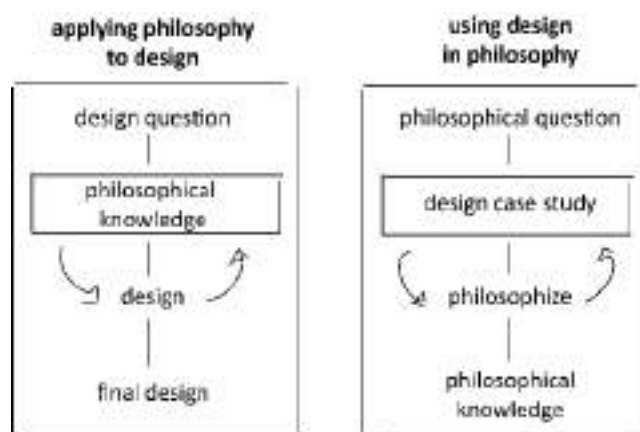 applying philosophy
to design
design question
philosophical
knowledge
design
final design
using design
in philosophy
philosophical question
design case study
philosophize
philosophical
knowledge